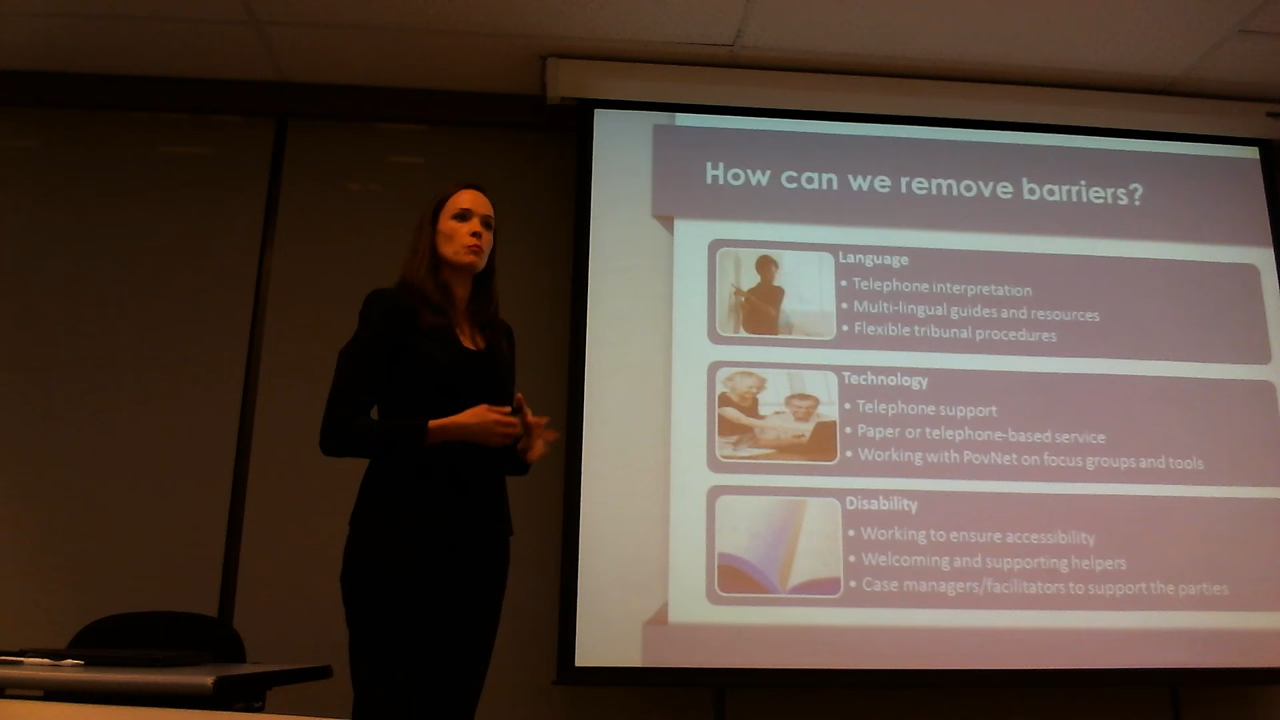 How can we remove barriers?
Language
• Telephone interpretation
• Multi-lingual guides and resources
• Flexible tribunal procedures
Technology
• Telephone support
• Paper or telephone-based service
• Working with PovNet on focus groups and tools
Disability
• Working to ensure accessibility
• Welcoming and supporting helpers
• Case managers/facilitators to support the parties